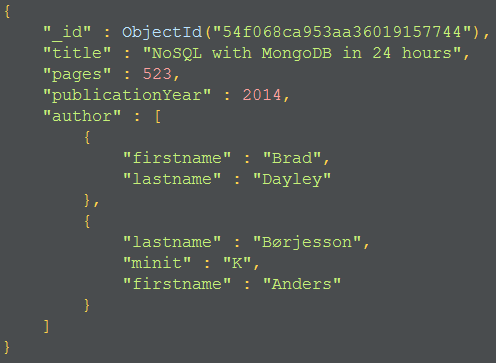 {
"_id" : ObjectId("54f068ca953aa36019157744"),
"title" : "NoSQL with MongoDB in 24 hours",
"pages" : 523,
"publicationYear" : 2014,
"author" : [
{
"firstname" : "Brad",
"lastname" : "Dayley"
},
{
"lastname" : "Børjesson",
"minit" : "K",
"firstname" : "Anders"
}
]
}